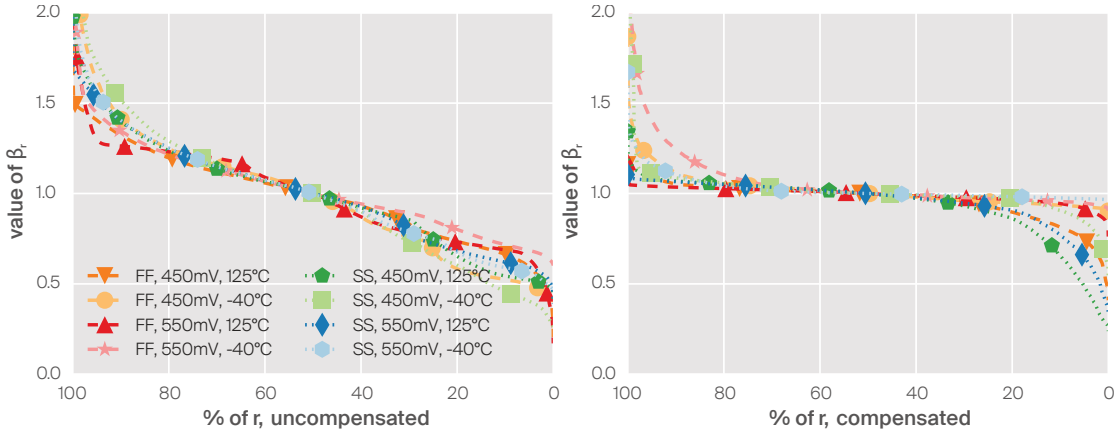 2.0
1.5
1.0
0.5
0.0
value of βr
FF, 450mV, 125°C
FF, 450mV, -40°C
FF, 550mV, 125°C
FF, 550mV, -40°C
SS, 450mV, 125°C
SS, 450mV, -40°C
SS, 550mV, 125°C
SS, 550mV, -40°C
100 80 60 40 20 0
% of r, uncompensated
2.0
1.5
1.0
0.5
0.0
value of βr
100 80 60 40 20 0
% of r, compensated